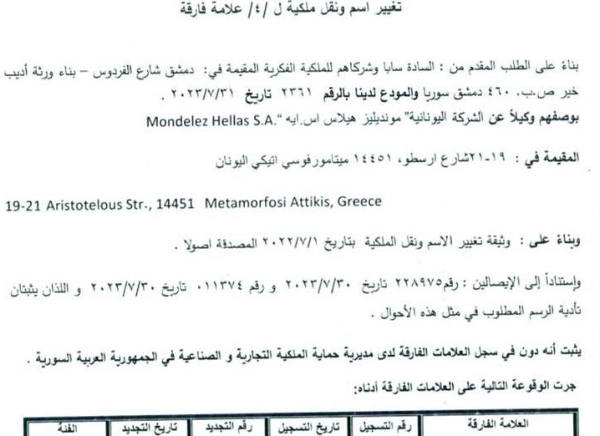 تغيير اسم ونقل ملكية ل /٤/ علامة فارقة
بناءً على الطلب المقدم من : السادة سابا وشركاهم للملكية الفكرية المقيمة في: دمشق شارع الفردوس – بناء ورثة أديب
خير ص.ب. ٤٦٠ دمشق سوريا والمودع لدينا بالرقم ٢٣٦١ تاريخ ٢٠٢٣/٧/٣١ .
بوصفهم وكيلاً عن الشركة اليونانية" مونديليز هيلاس اس.ايه “.Mondelez Hellas S.A
المقيمة في : ١٩-٢١شارع ارسطو، ١٤٤٥١ ميتامورفوسي اتيكي اليونان
19-21 Aristotelous Str., 14451 Metamorfosi Attikis, Greece
وبناءً على : وثيقة تغيير الاسم ونقل الملكية بتاريخ ٢٠٢٢/٧/١ المصدقة اصولا .
وإستناداً إلى الإيصالين : رقم٢٢٨٩٧٥ تاريخ ٢٠٢٣/٧/٣٠ و رقم ٠١١٣٧٤ تاريخ ٢٠٢٣/٧/٣٠ و اللذان يثبتان
تأدية الرسم المطلوب في مثل هذه الأحوال .
يثبت أنه دون في سجل العلامات الفارقة لدى مديرية حماية الملكية التجارية و الصناعية في الجمهورية العربية السورية .
جرت الوقوعة التالية على العلامات الفارقة أدناه:
العلامة الفارقة رقم التسجيل تاريخ التسجيل رقم التجديد تاريخ التجديد الفئة